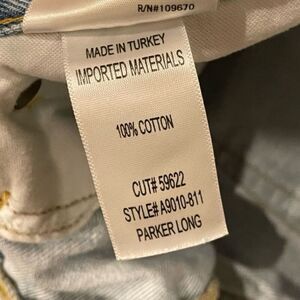 R/N#109670
MADE IN TURKEY
IMPORTED MATERIALS
100% COTTON
CUT# 59622
STYLE# A9010-811
PARKER LONG